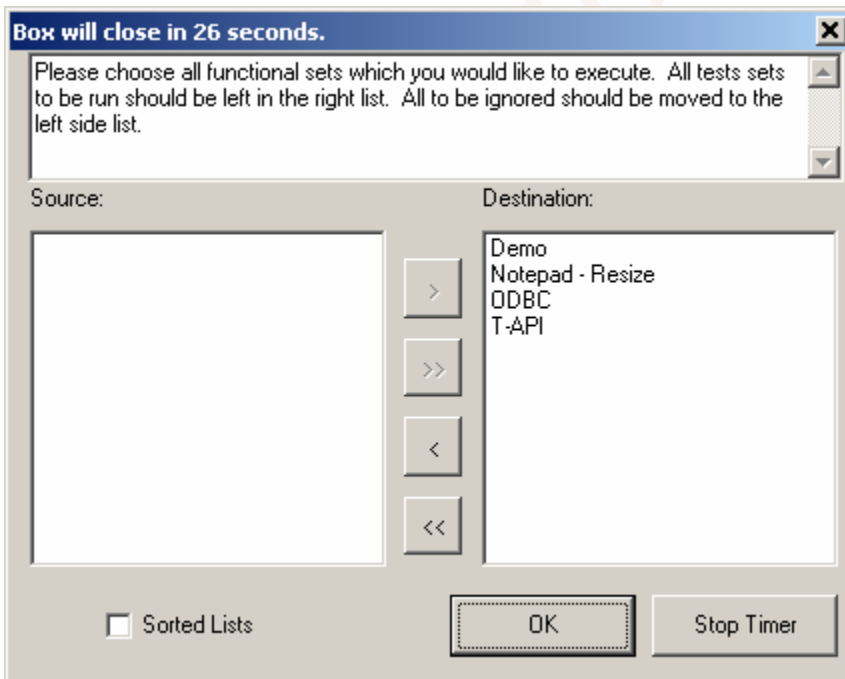 Box will close in 26 seconds.
Please choose all functional sets which you would like to execute.  All tests sets
to be run should be left in the right list.  All to be ignored should be moved to the
left side list.
Source:
Destination:
Demo
Notepad - Resize
ODBC
T-API
>
>>
<
<<
Sorted Lists
OK
Stop Timer